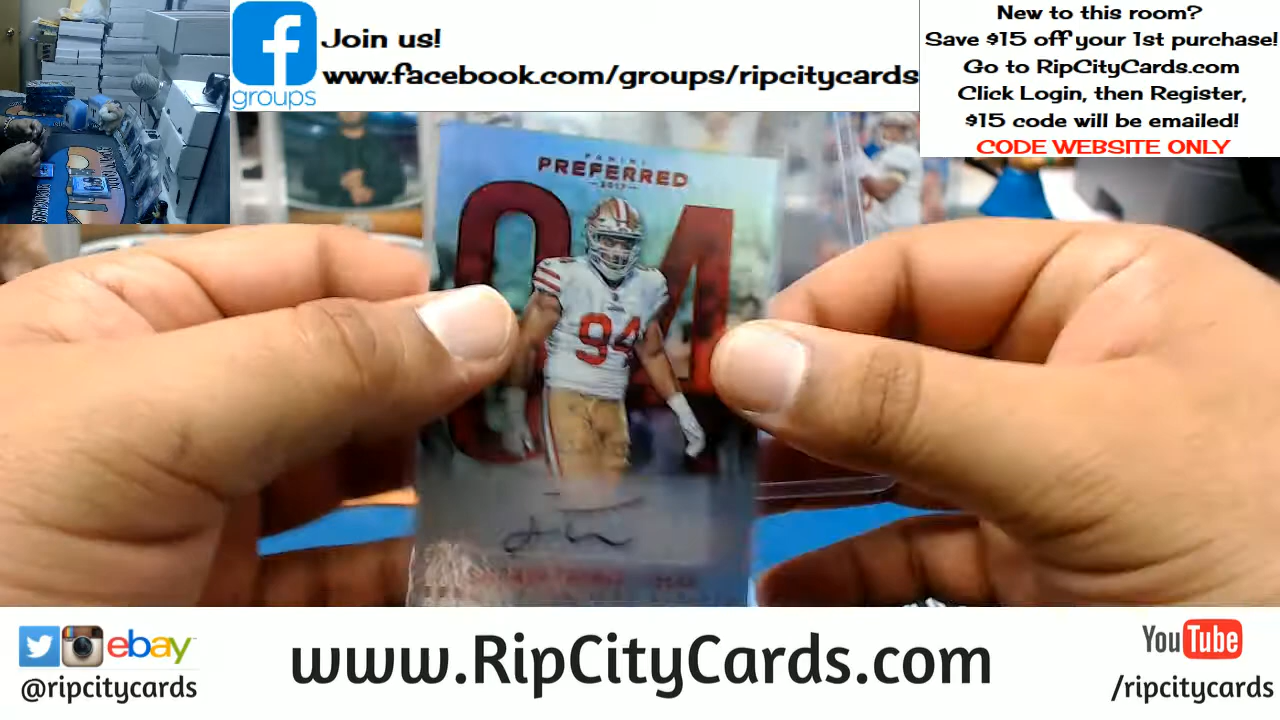 f
groups
Join us!
www.facebook.com/groups/ripcitycards
New to this room?
Save $15 off your 1st purchase!
Go to RipCityCards.com
Click Login, then Register,
$15 code will be emailed!
CODE WEBSITE ONLY
PANINI
PREFERRED
2017
94
94
ebay
@ripcitycards
www.RipCityCards.com
YouTube
/ripcitycards